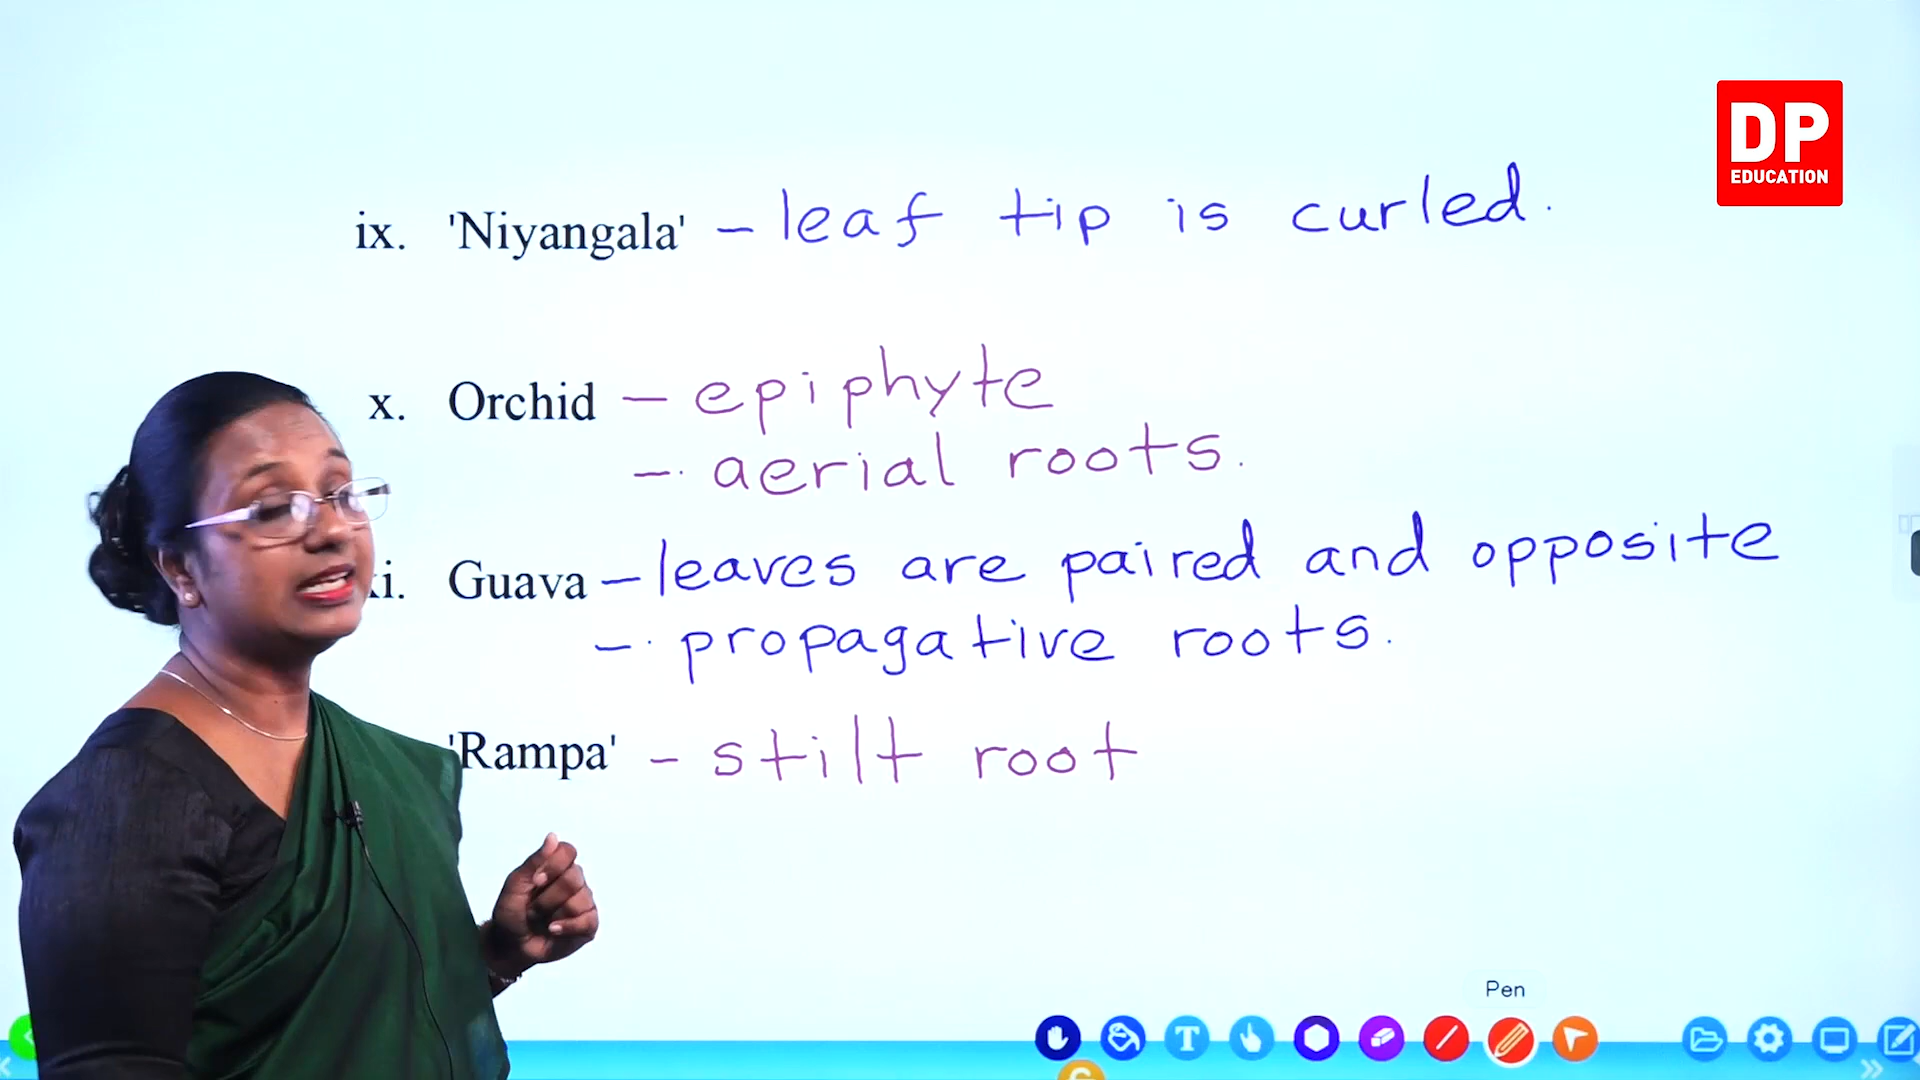 DP
EDUCATION
ix. 'Niyangala' – leaf tip is curled.
x. Orchid – epiphyte
– aerial roots.
xi. Guava – leaves are paired and opposite
– propagative roots.
'Rampa' – stilt root
Pen
T